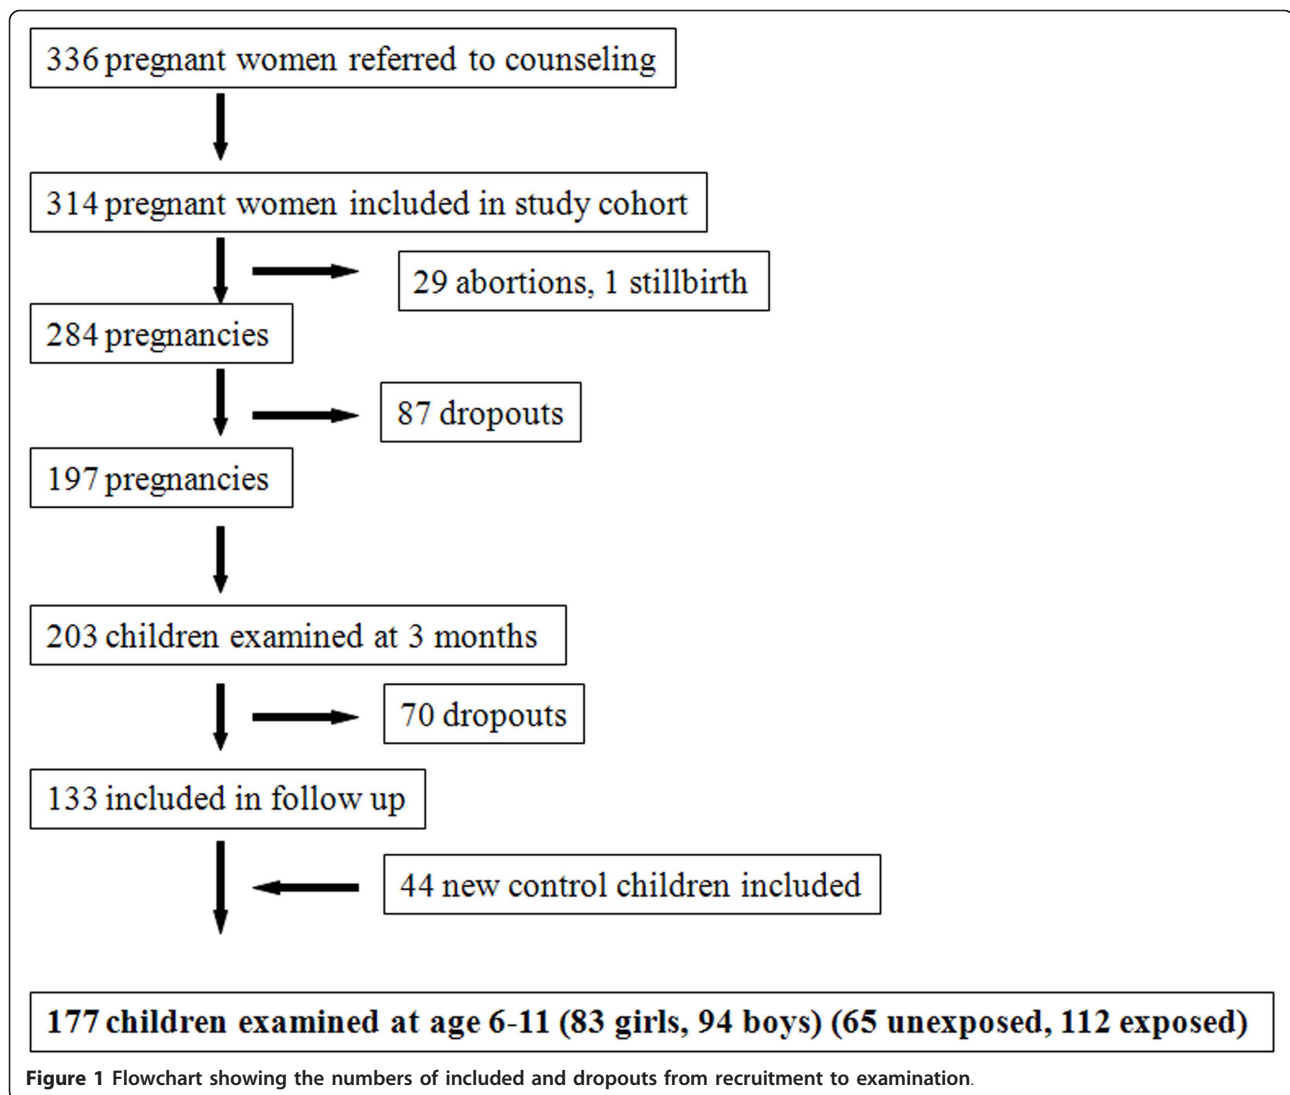 336 pregnant women referred to counseling
314 pregnant women included in study cohort
29 abortions, 1 stillbirth
284 pregnancies
87 dropouts
197 pregnancies
203 children examined at 3 months
70 dropouts
133 included in follow up
44 new control children included
177 children examined at age 6-11 (83 girls, 94 boys) (65 unexposed, 112 exposed)
Figure 1 Flowchart showing the numbers of included and dropouts from recruitment to examination.